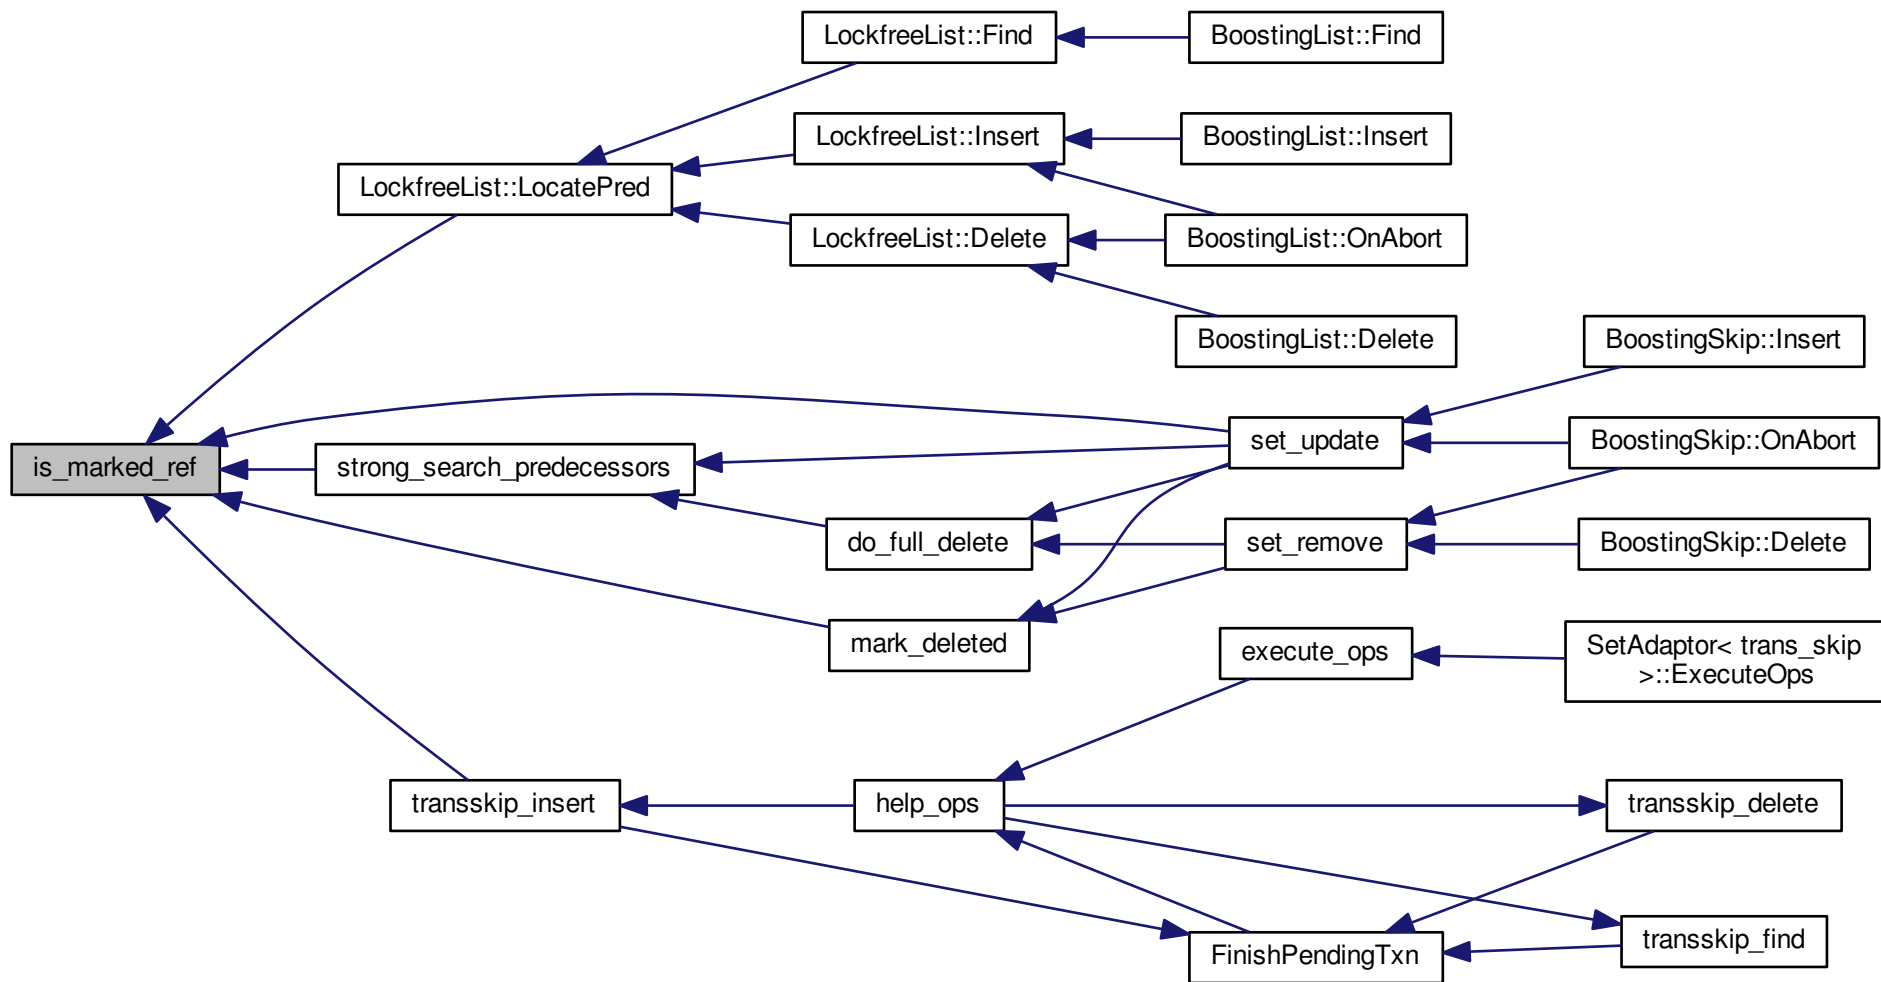 LockfreeList::Find
BoostingList::Find
LockfreeList::Insert
BoostingList::Insert
LockfreeList::LocatePred
LockfreeList::Delete
BoostingList::OnAbort
BoostingList::Delete
BoostingSkip::Insert
is_marked_ref
strong_search_predecessors
set_update
BoostingSkip::OnAbort
do_full_delete
set_remove
BoostingSkip::Delete
mark_deleted
execute_ops
SetAdaptor< trans_skip
>::ExecuteOps
transskip_insert
help_ops
transskip_delete
FinishPendingTxn
transskip_find